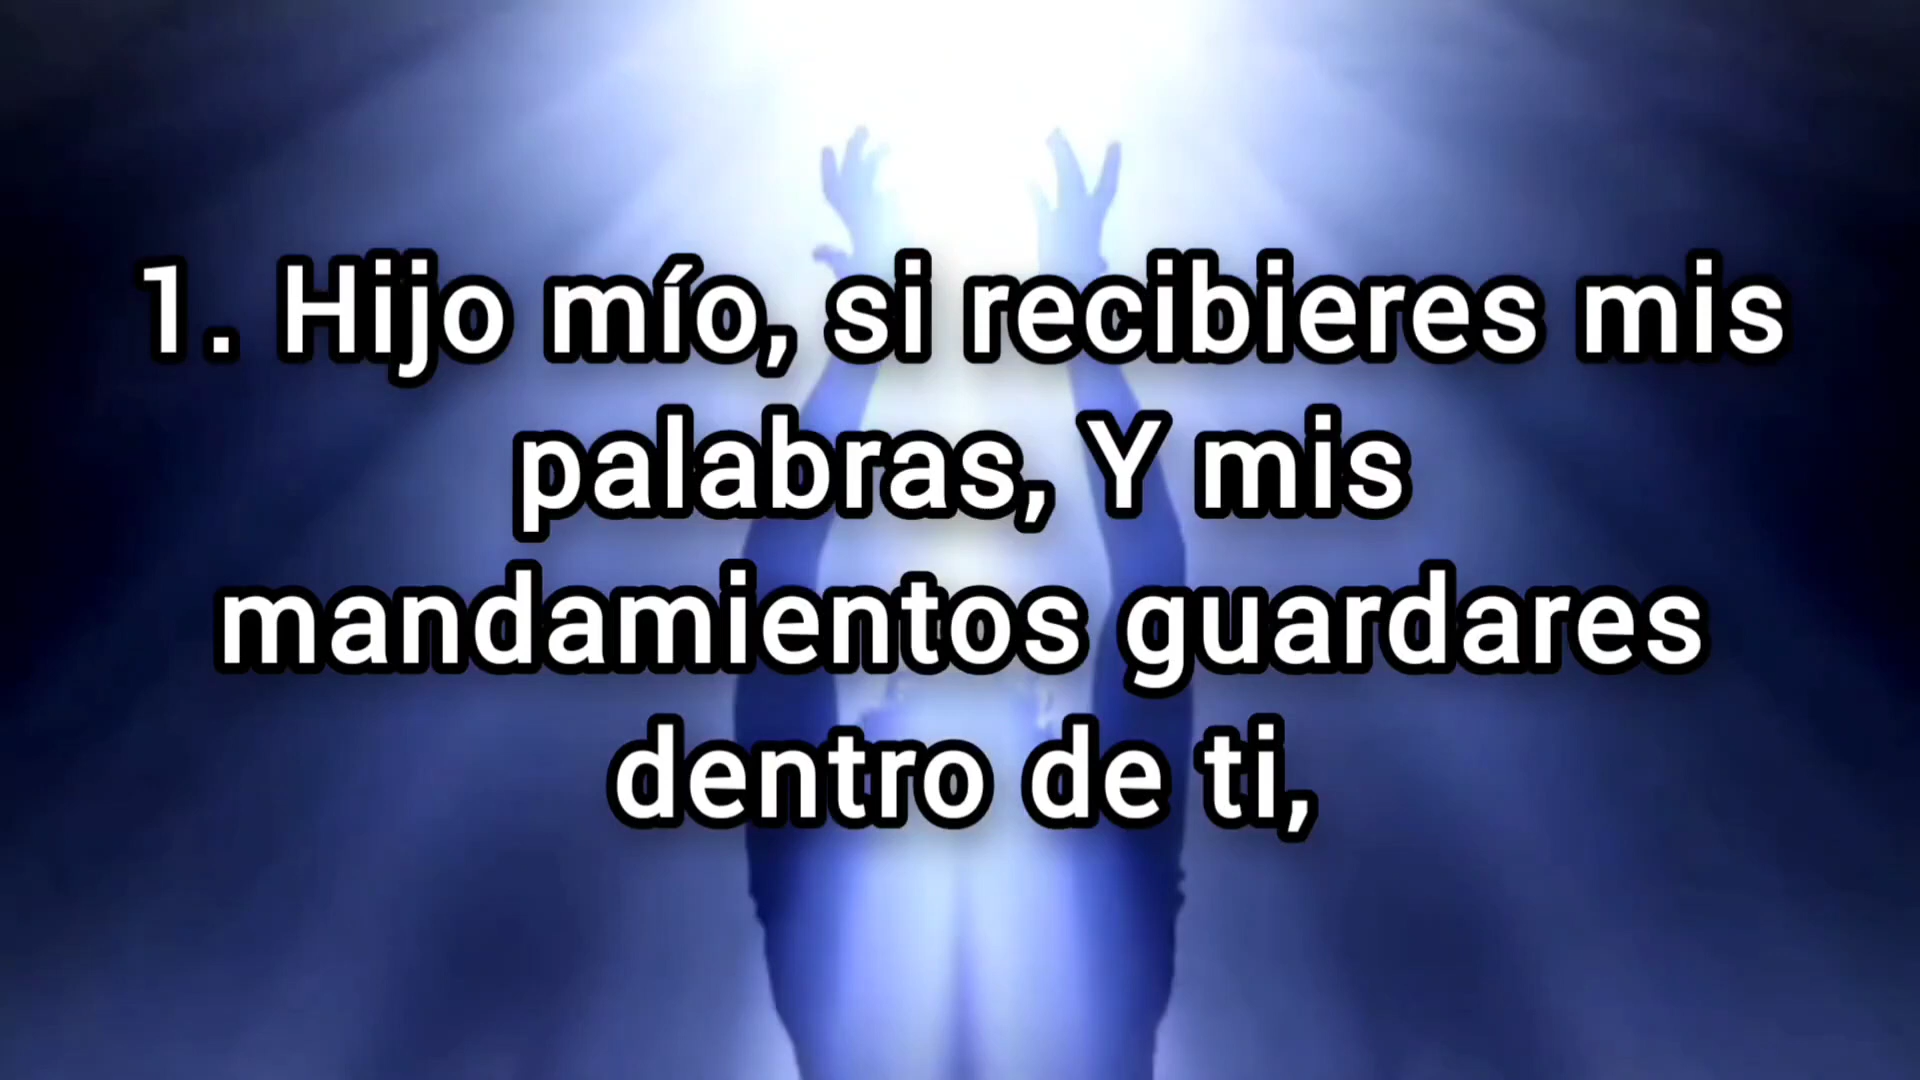 1. Hijo mío, si recibieres mis
palabras, Y mis
mandamientos guardares
dentro de ti,